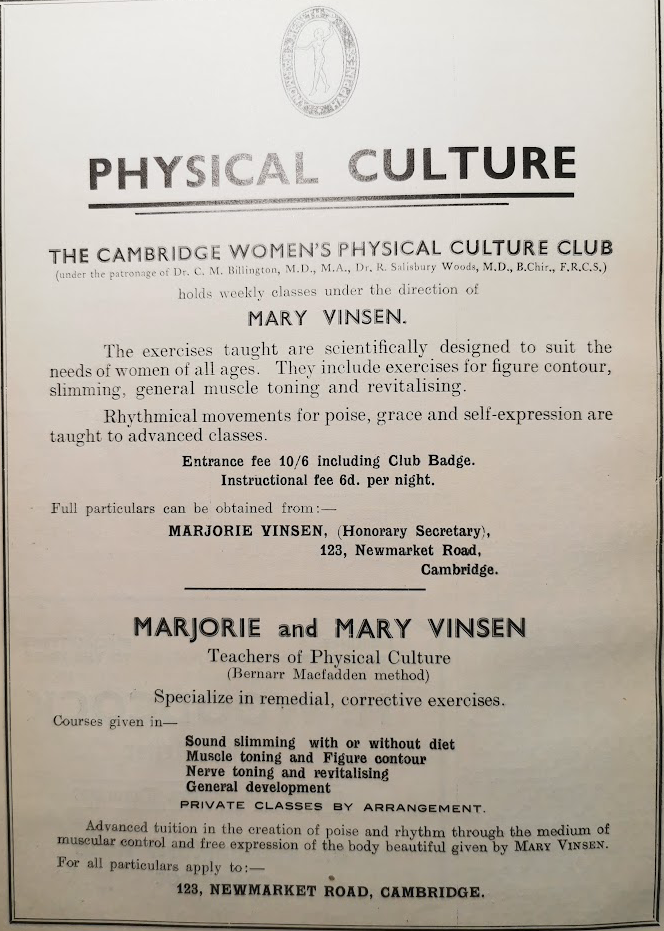 PHYSICAL CULTURE
THE CAMBRIDGE WOMEN'S PHYSICAL CULTURE CLUB
(under the patronage of Dr. C. M. Billington, M.D., M.A., Dr. R. Salisbury Woods, M.D., B.Chir., F.R.C.S.)
holds weekly classes under the direction of
MARY VINSEN.
The exercises taught are scientifically designed to suit the
needs of women of all ages. They include exercises for figure contour,
slimming, general muscle toning and revitalising.
Rhythmical movements for poise, grace and self-expression are
taught to advanced classes.
Entrance fee 10/6 including Club Badge.
Instructional fee 6d. per night.
Full particulars can be obtained from:—
MARJORIE VINSEN, (Honorary Secretary),
123, Newmarket Road,
Cambridge.
MARJORIE and MARY VINSEN
Teachers of Physical Culture
(Bernarr Macfadden method)
Specialize in remedial, corrective exercises.
Courses given in—
Sound slimming with or without diet
Muscle toning and Figure contour
Nerve toning and revitalising
General development
PRIVATE CLASSES BY ARRANGEMENT.
Advanced tuition in the creation of poise and rhythm through the medium of
muscular control and free expression of the body beautiful given by MARY VINSEN.
For all particulars apply to:—
123, NEWMARKET ROAD, CAMBRIDGE.